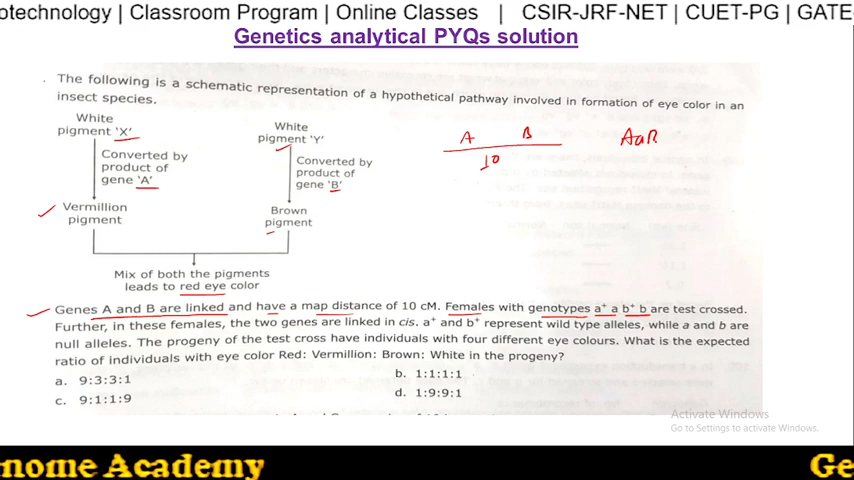 otechnology | Classroom Program | Online Classes | CSIR-JRF-NET | CUET-PG | GATE-
Genetics analytical PYQs solution
The following is a schematic representation of a hypothetical pathway involved in formation of eye color in an
insect species.
White
pigment 'X'
White
pigment 'Y'
Converted by
product of
gene 'A'
Converted by
product of
gene 'B'
Vermillion
pigment
Brown
pigment
Mix of both the pigments
leads to red eye color
A B
10
AaB
Genes A and B are linked and have a map distance of 10 cM. Females with genotypes a⁺ a b⁺ b are test crossed.
Further, in these females, the two genes are linked in cis. a⁺ and b⁺ represent wild type alleles, while a and b are
null alleles. The progeny of the test cross have individuals with four different eye colours. What is the expected
ratio of individuals with eye color Red: Vermillion: Brown: White in the progeny?
a. 9:3:3:1
b. 1:1:1:1
c. 9:1:1:9
d. 1:9:9:1
Activate Windows
Go to Settings to activate Windows.
enome Academy
Ge